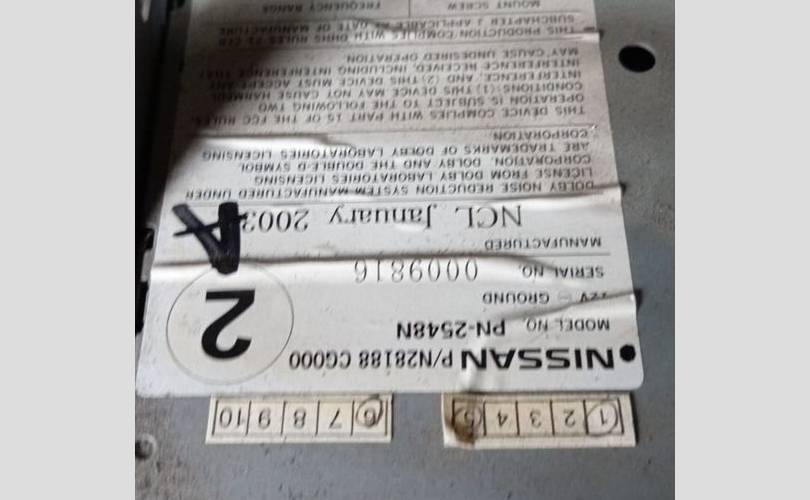 1 2 3 4 5 6 7 8 9 10
NISSAN P/N28188 CG000
MODEL NO. PN-2548N
12V ⊖ GROUND
2
SERIAL NO. 0009816
MANUFACTURED
NCL January 2003
A
DOLBY NOISE REDUCTION SYSTEM MANUFACTURED UNDER
LICENSE FROM DOLBY LABORATORIES LICENSING
CORPORATION. DOLBY AND THE DOUBLE-D SYMBOL
ARE TRADEMARKS OF DOLBY LABORATORIES LICENSING
CORPORATION.
THIS DEVICE COMPLIES WITH PART 15 OF THE FCC RULES.
OPERATION IS SUBJECT TO THE FOLLOWING TWO
CONDITIONS: (1) THIS DEVICE MAY NOT CAUSE HARMFUL
INTERFERENCE, AND (2) THIS DEVICE MUST ACCEPT ANY
INTERFERENCE RECEIVED, INCLUDING INTERFERENCE THAT
MAY CAUSE UNDESIRED OPERATION.
THIS PRODUCTION COMPLIES WITH DHHS RULES 21 CFR
SUBCHAPTER J APPLICABLE AT DATE OF MANUFACTURE
MOUNT SCREW FREQUENCY RANGE